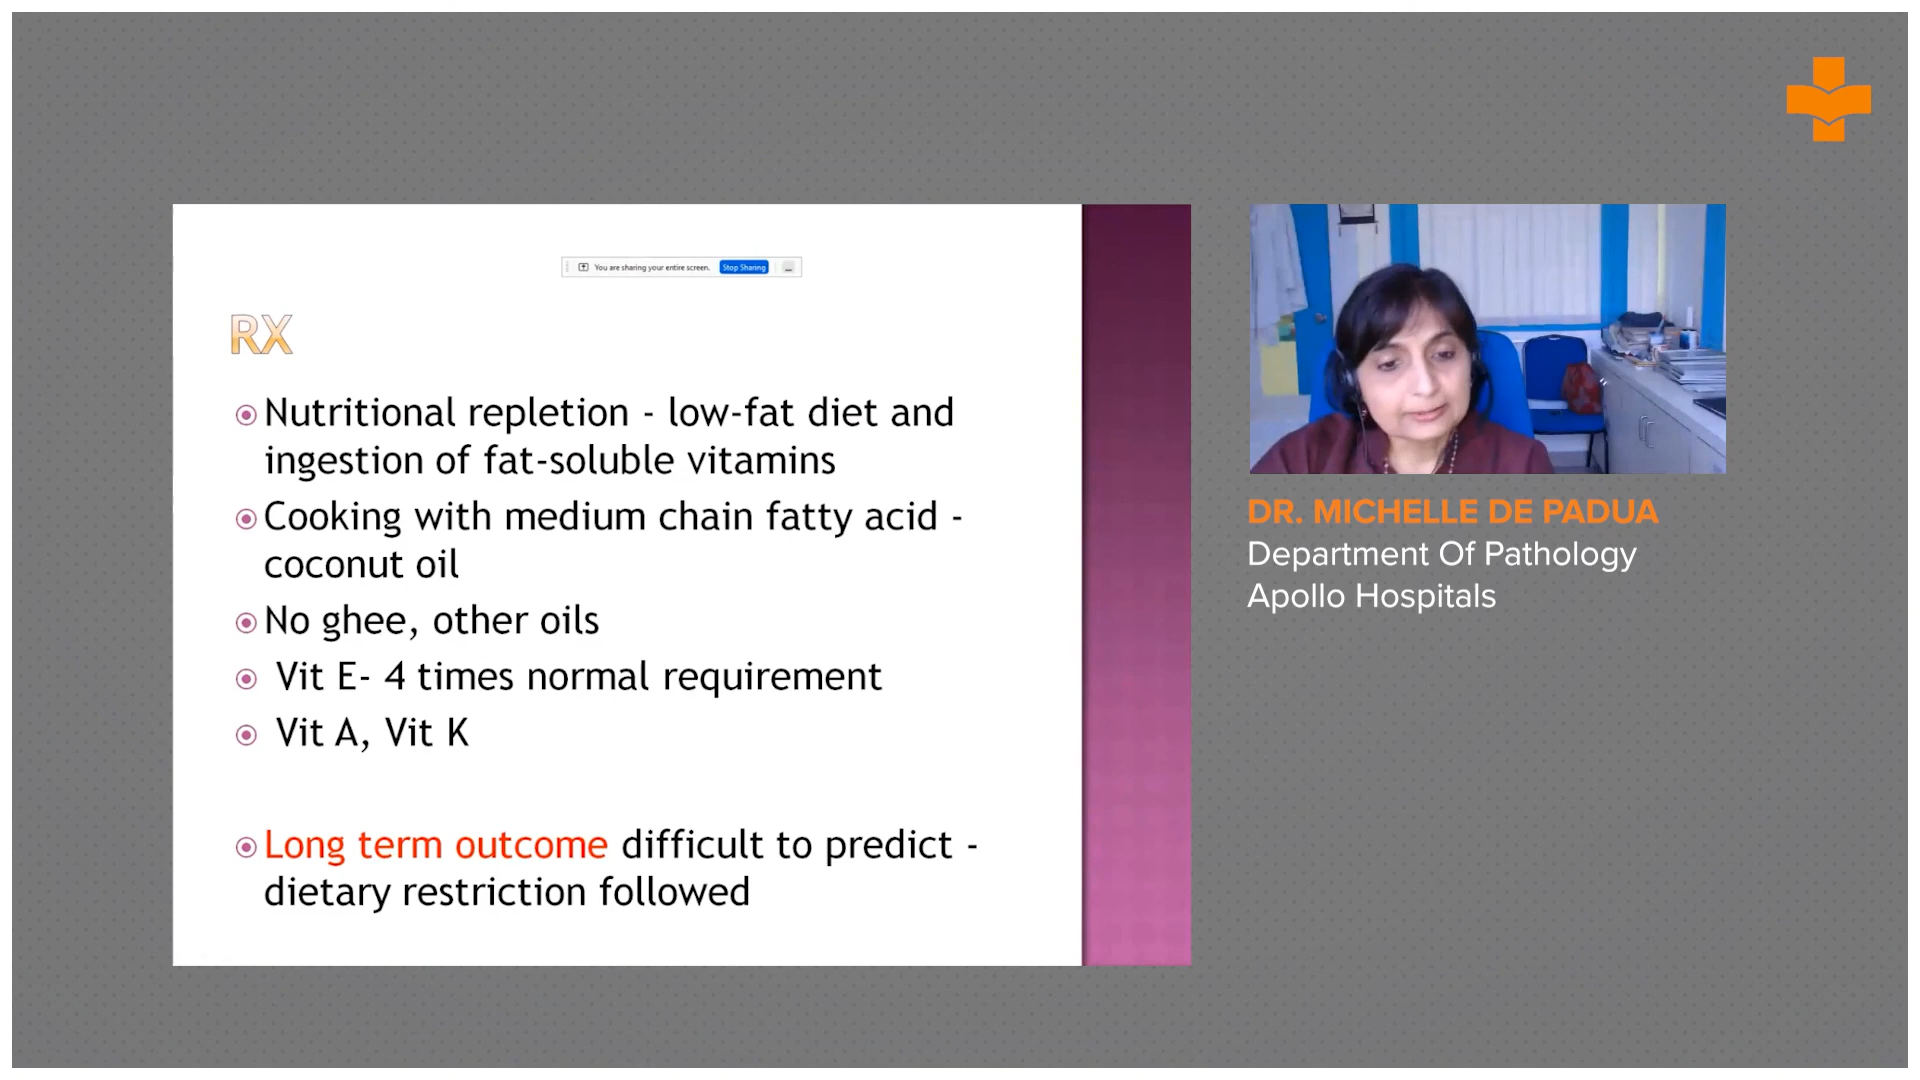 You are sharing your entire screen. Stop Sharing
RX
Nutritional repletion - low-fat diet and
ingestion of fat-soluble vitamins
Cooking with medium chain fatty acid -
coconut oil
No ghee, other oils
Vit E- 4 times normal requirement
Vit A, Vit K
Long term outcome difficult to predict -
dietary restriction followed
DR. MICHELLE DE PADUA
Department Of Pathology
Apollo Hospitals